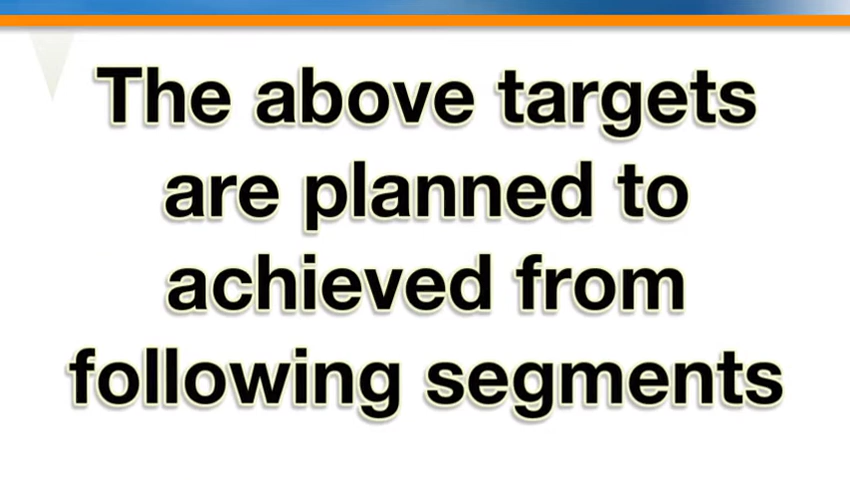 The above targets
are planned to
achieved from
following segments